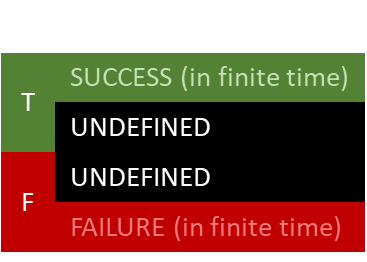 T
SUCCESS (in finite time)
UNDEFINED
UNDEFINED
F
FAILURE (in finite time)